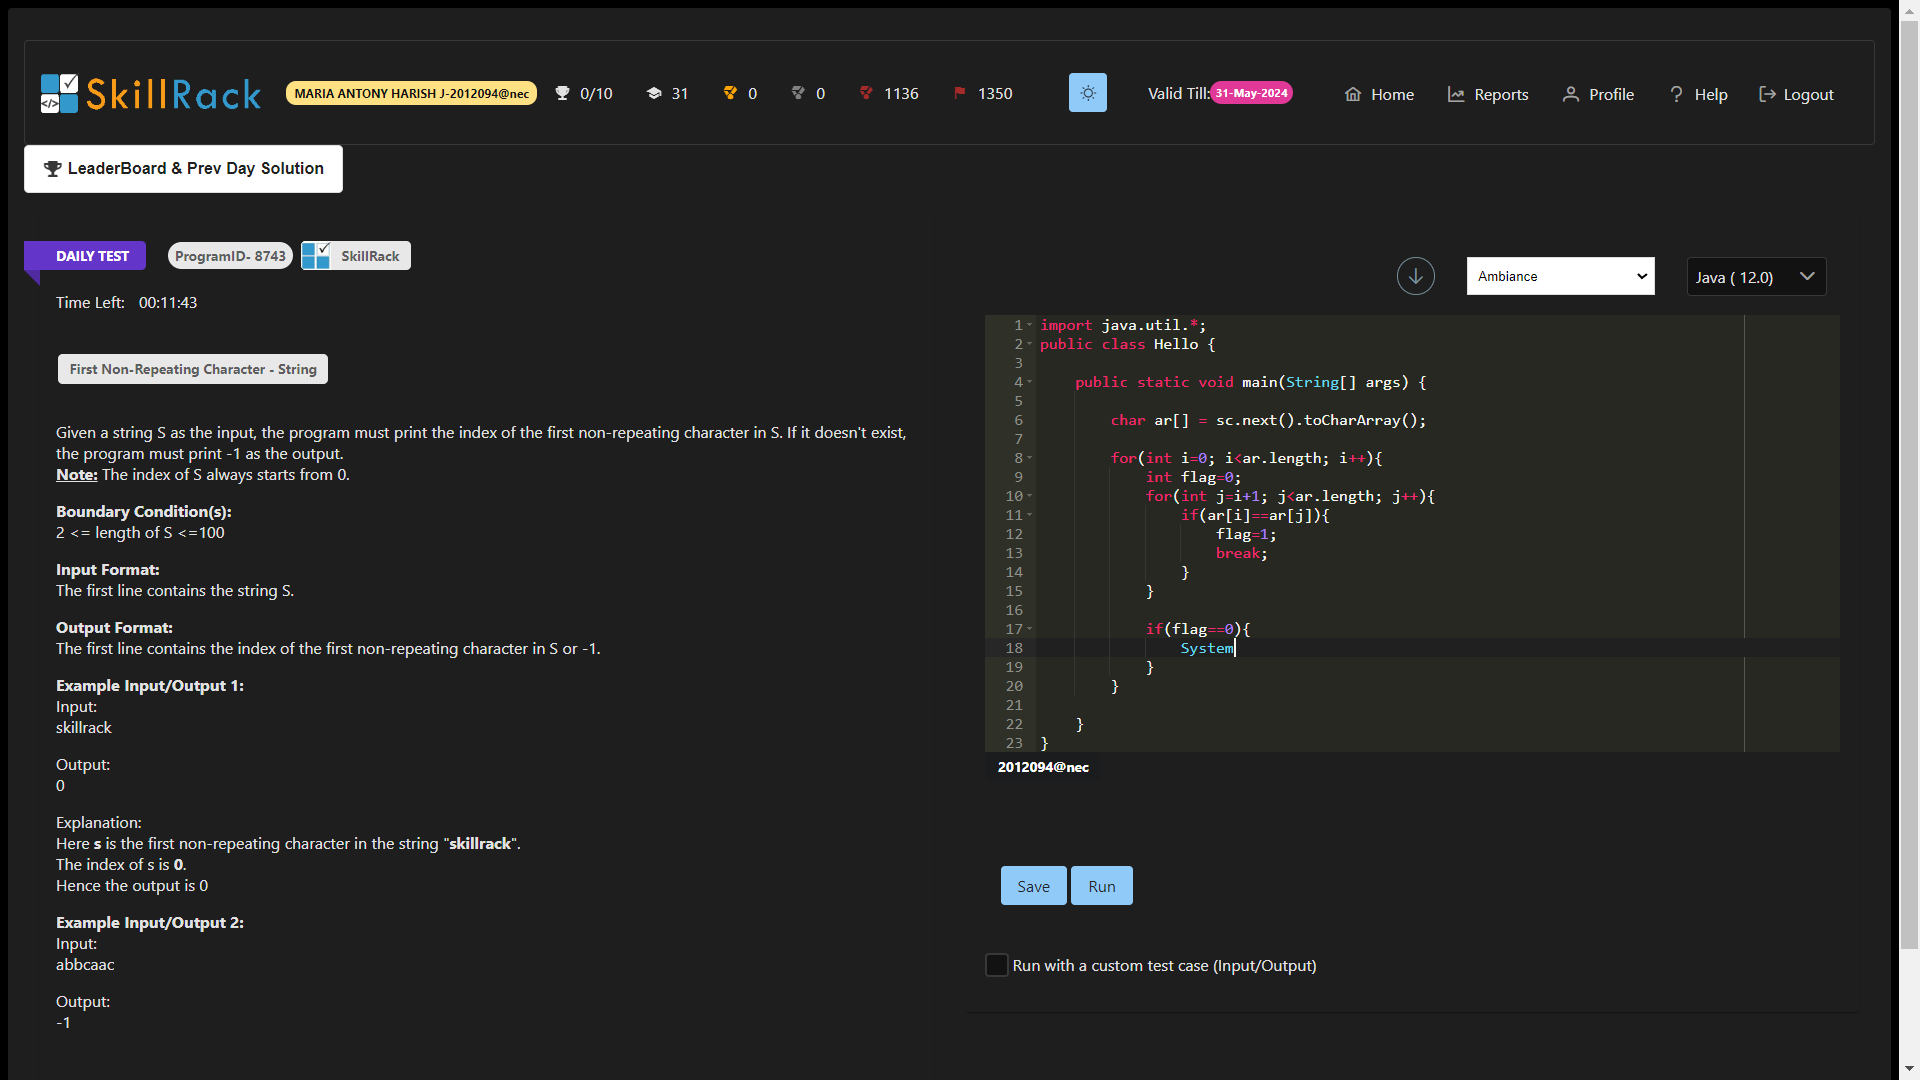 SkillRack
MARIA ANTONY HARISH J-2012094@nec
0/10
31
0
0
1136
1350
Valid Till: 31-May-2024
Home
Reports
Profile
Help
Logout
LeaderBoard & Prev Day Solution
DAILY TEST
ProgramID- 8743
SkillRack
Time Left: 00:11:43
First Non-Repeating Character - String
Given a string S as the input, the program must print the index of the first non-repeating character in S. If it doesn't exist,
the program must print -1 as the output.
Note: The index of S always starts from 0.
Boundary Condition(s):
2 <= length of S <=100
Input Format:
The first line contains the string S.
Output Format:
The first line contains the index of the first non-repeating character in S or -1.
Example Input/Output 1:
Input:
skillrack
Output:
0
Explanation:
Here s is the first non-repeating character in the string "skillrack".
The index of s is 0.
Hence the output is 0
Example Input/Output 2:
Input:
abbcaac
Output:
-1
Ambiance
Java ( 12.0)
1 import java.util.*;
2 public class Hello {
3
4     public static void main(String[] args) {
5
6         char ar[] = sc.next().toCharArray();
7
8         for(int i=0; i<ar.length; i++){
9             int flag=0;
10             for(int j=i+1; j<ar.length; j++){
11                 if(ar[i]==ar[j]){
12                     flag=1;
13                     break;
14                 }
15             }
16
17             if(flag==0){
18                 System
19             }
20         }
21
22     }
23 }
2012094@nec
Save
Run
Run with a custom test case (Input/Output)